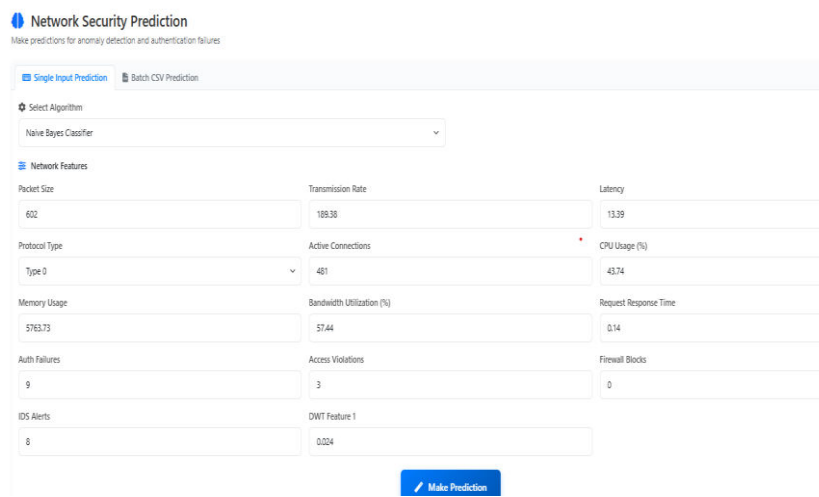 Network Security Prediction
Make predictions for anomaly detection and authentication failures
Single Input Prediction Batch CSV Prediction
Select Algorithm
Naive Bayes Classifier
Network Features
Packet Size Transmission Rate Latency
602 189.38 13.39
Protocol Type Active Connections * CPU Usage (%)
Type 0 481 43.74
Memory Usage Bandwidth Utilization (%) Request Response Time
5763.73 57.44 0.14
Auth Failures Access Violations Firewall Blocks
9 3 0
IDS Alerts DWT Feature 1
8 0.024
Make Prediction